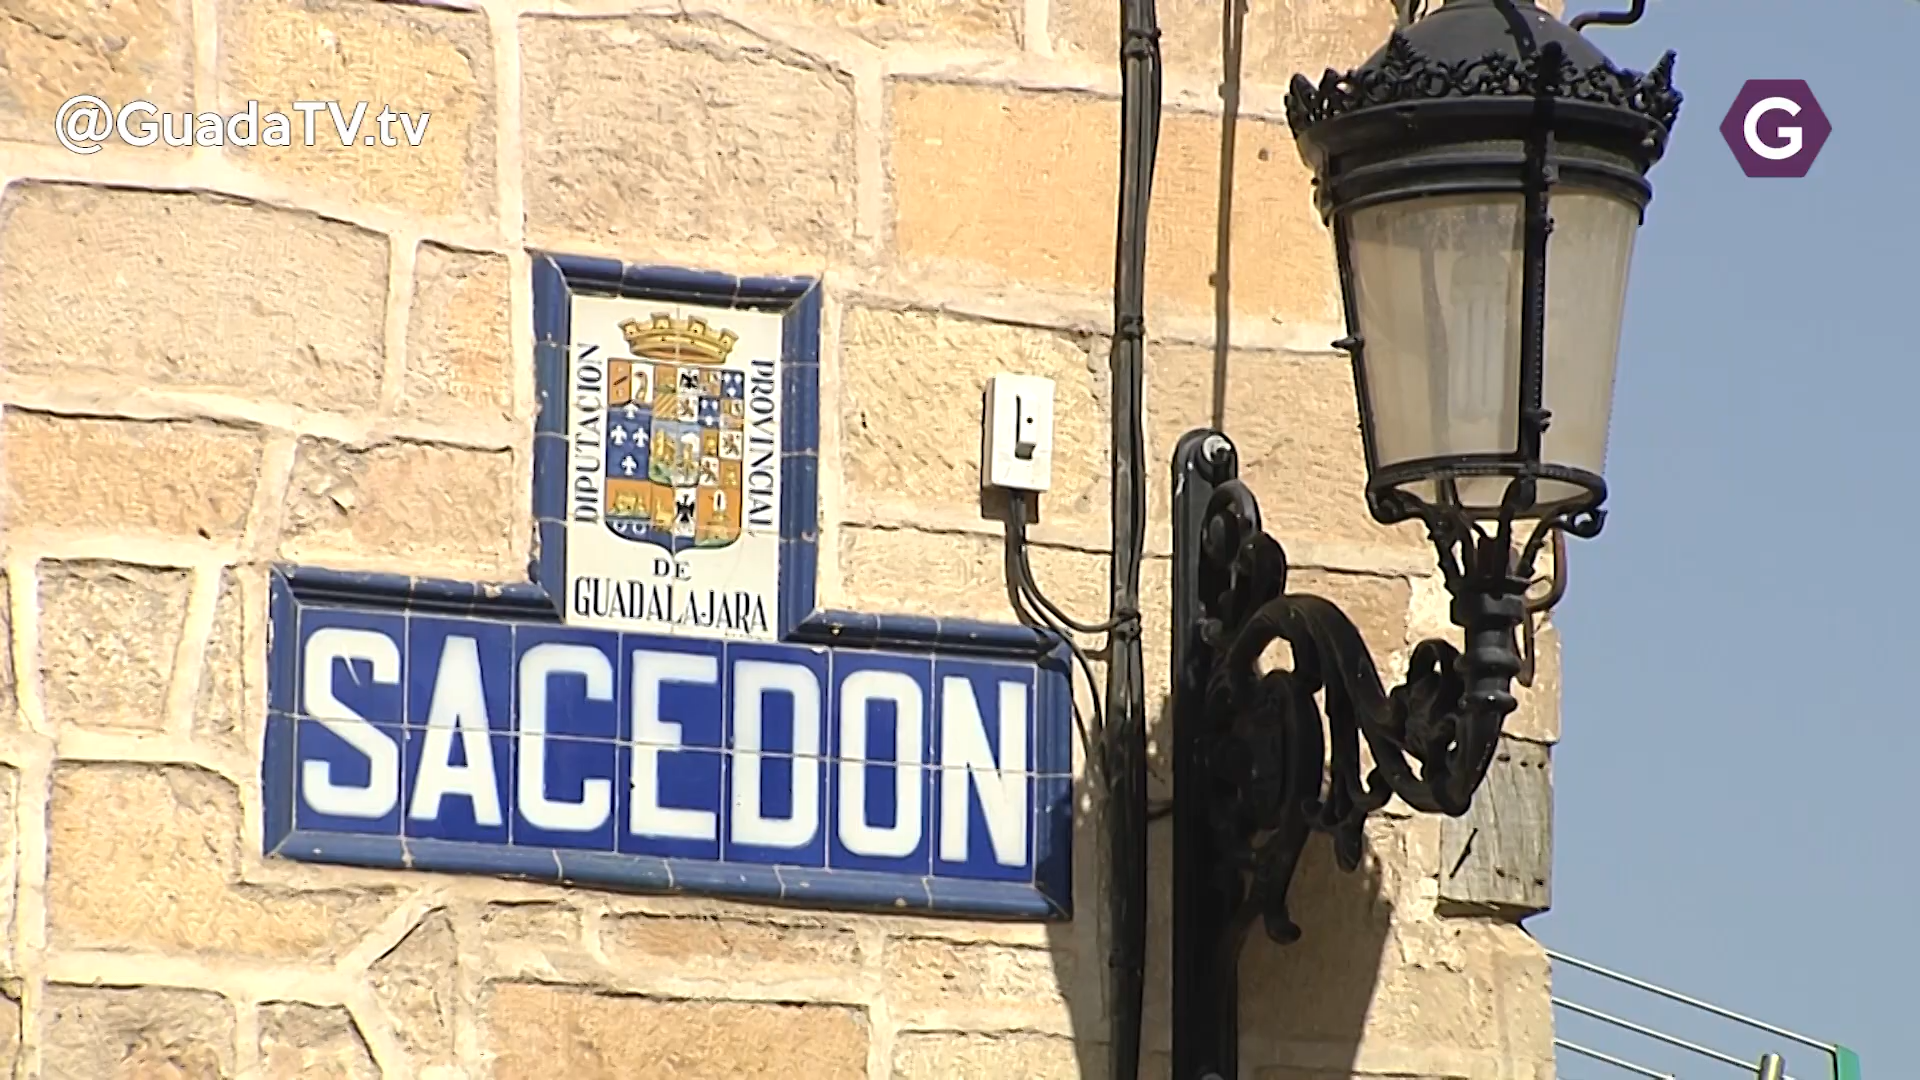 @GuadaTV.tv
G
DIPUTACION
PROVINCIAL
DE
GUADALAJARA
SACEDON